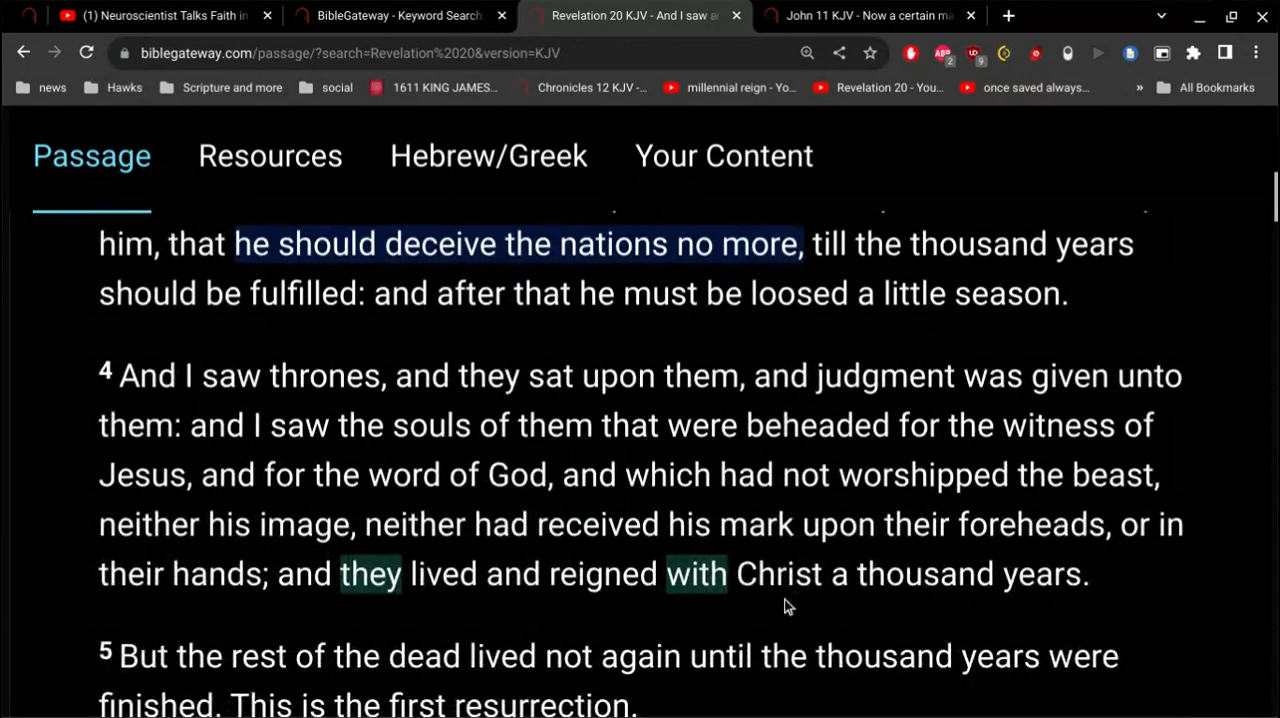 (1) Neuroscientist Talks Faith in
BibleGateway - Keyword Search
Revelation 20 KJV - And I saw a
John 11 KJV - Now a certain ma
biblegateway.com/passage/?search=Revelation%2020&version=KJV
ABP
2
UD
9
news
Hawks
Scripture and more
social
1611 KING JAMES...
Chronicles 12 KJV -...
millennial reign - Yo...
Revelation 20 - You...
once saved always...
»
All Bookmarks
Passage
Resources
Hebrew/Greek
Your Content
him, that he should deceive the nations no more, till the thousand years
should be fulfilled: and after that he must be loosed a little season.
4 And I saw thrones, and they sat upon them, and judgment was given unto
them: and I saw the souls of them that were beheaded for the witness of
Jesus, and for the word of God, and which had not worshipped the beast,
neither his image, neither had received his mark upon their foreheads, or in
their hands; and they lived and reigned with Christ a thousand years.
5 But the rest of the dead lived not again until the thousand years were
finished. This is the first resurrection.